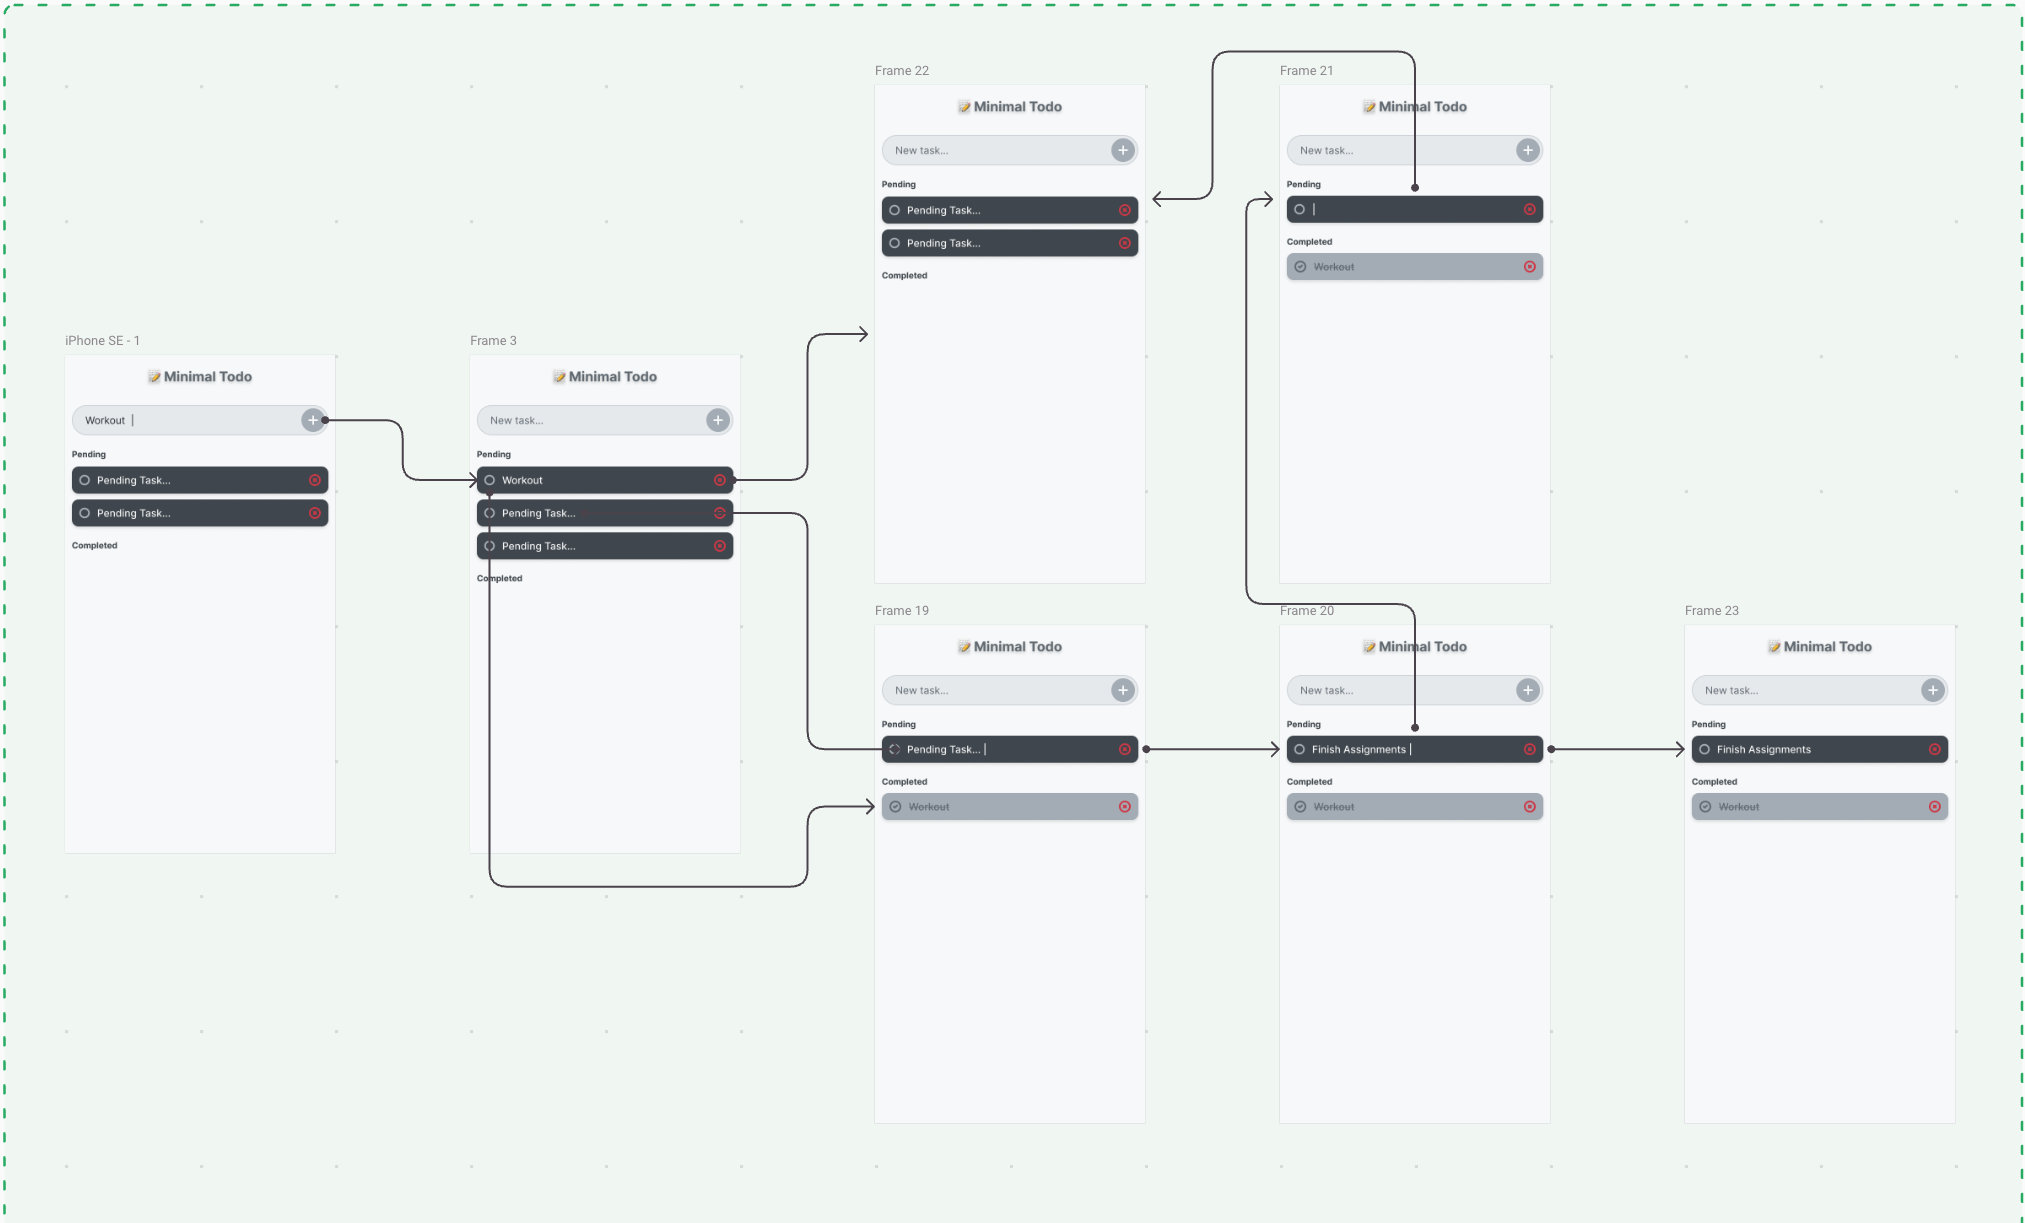 Frame 22
📝 Minimal Todo
New task...
Pending
Pending Task...
Pending Task...
Completed
Frame 21
📝 Minimal Todo
New task...
Pending
Completed
Workout
iPhone SE - 1
📝 Minimal Todo
Workout
Pending
Pending Task...
Pending Task...
Completed
Frame 3
📝 Minimal Todo
New task...
Pending
Workout
Pending Task...
Pending Task...
Completed
Frame 19
📝 Minimal Todo
New task...
Pending
Pending Task...
Completed
Workout
Frame 20
📝 Minimal Todo
New task...
Pending
Finish Assignments
Completed
Workout
Frame 23
📝 Minimal Todo
New task...
Pending
Finish Assignments
Completed
Workout